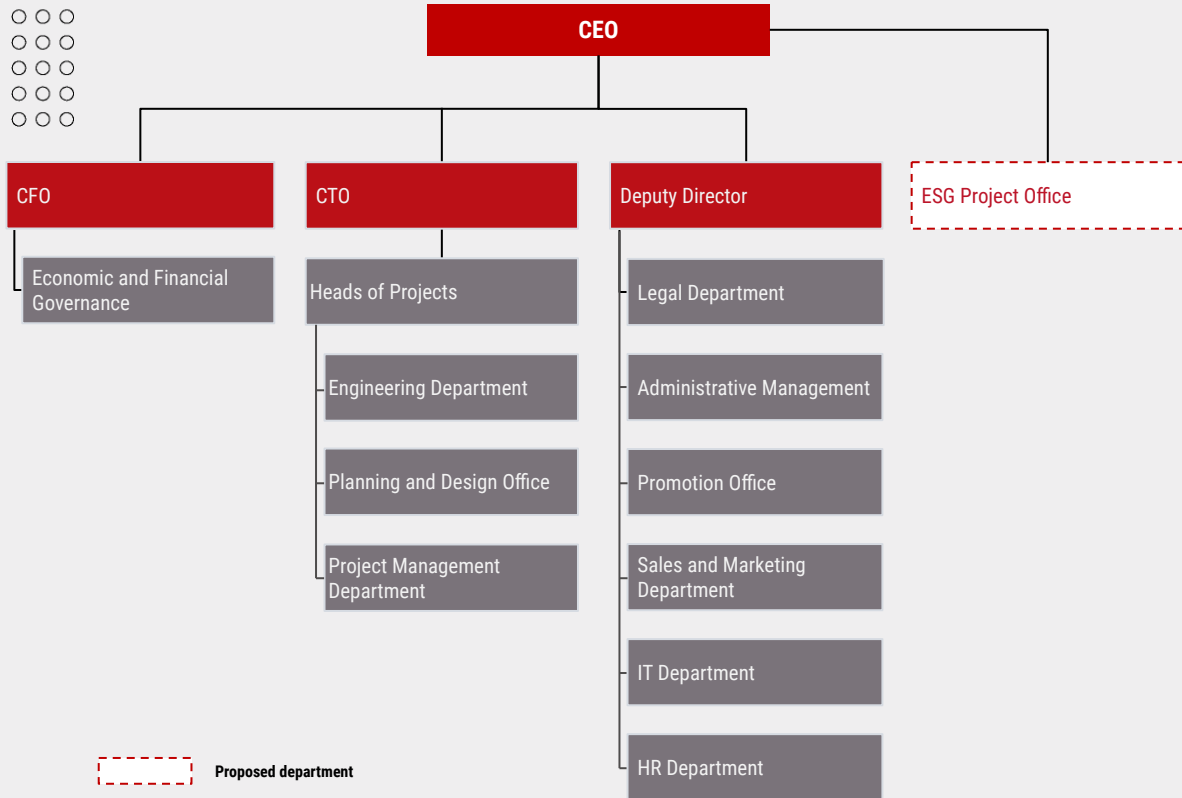 CEO
CFO
CTO
Deputy Director
ESG Project Office
Economic and Financial
Governance
Heads of Projects
Legal Department
Engineering Department
Administrative Management
Planning and Design Office
Promotion Office
Project Management
Department
Sales and Marketing
Department
IT Department
HR Department
Proposed department